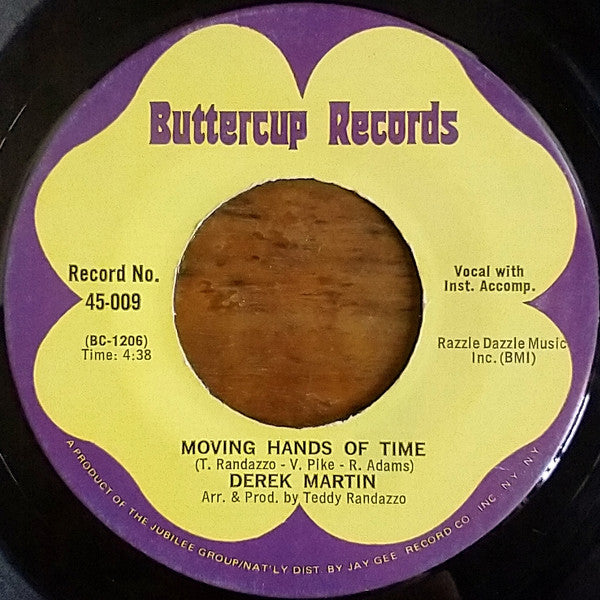 Buttercup Records
Record No.
45-009
(BC-1206)
Time: 4:38
Vocal with
Inst. Accomp.
Razzle Dazzle Music
Inc. (BMI)
MOVING HANDS OF TIME
(T. Randazzo - V. Pike - R. Adams)
DEREK MARTIN
Arr. & Prod. by Teddy Randazzo
A PRODUCT OF THE JUBILEE GROUP/NAT'LY DIST. BY JAY GEE RECORD CO. INC. N.Y. N.Y.